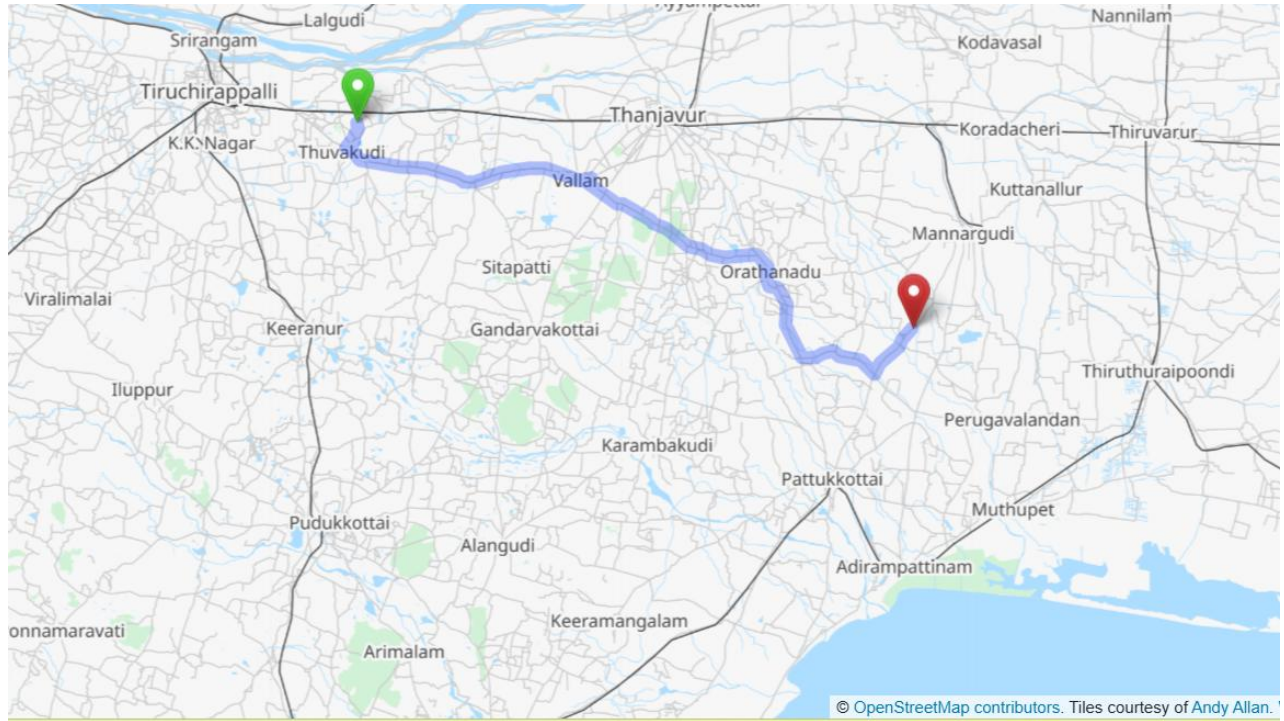 Lalgudi
Nannilam
Srirangam
Kodavasal
Tiruchirappalli
Thanjavur
Koradacheri
Thiruvarur
K.K. Nagar
Thuvakudi
Vallam
Kuttanallur
Mannargudi
Sitapatti
Orathanadu
Viralimalai
Keeranur
Gandarvakottai
Iluppur
Thiruthuraipoondi
Perugavalandan
Karambakudi
Pattukkottai
Muthupet
Pudukkottai
Alangudi
Adirampattinam
Keeramangalam
onnamaravati
Arimalam
© OpenStreetMap contributors. Tiles courtesy of Andy Allan.